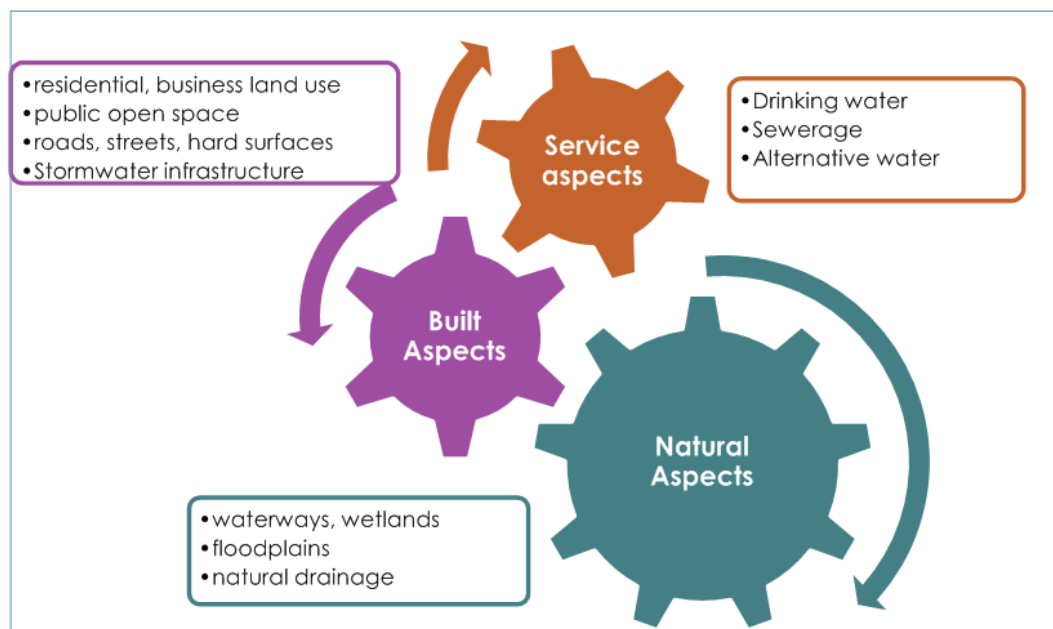 •residential, business land use
•public open space
•roads, streets, hard surfaces
•Stormwater infrastructure
Service
aspects
•Drinking water
•Sewerage
•Alternative water
Built
Aspects
Natural
Aspects
•waterways, wetlands
•floodplains
•natural drainage